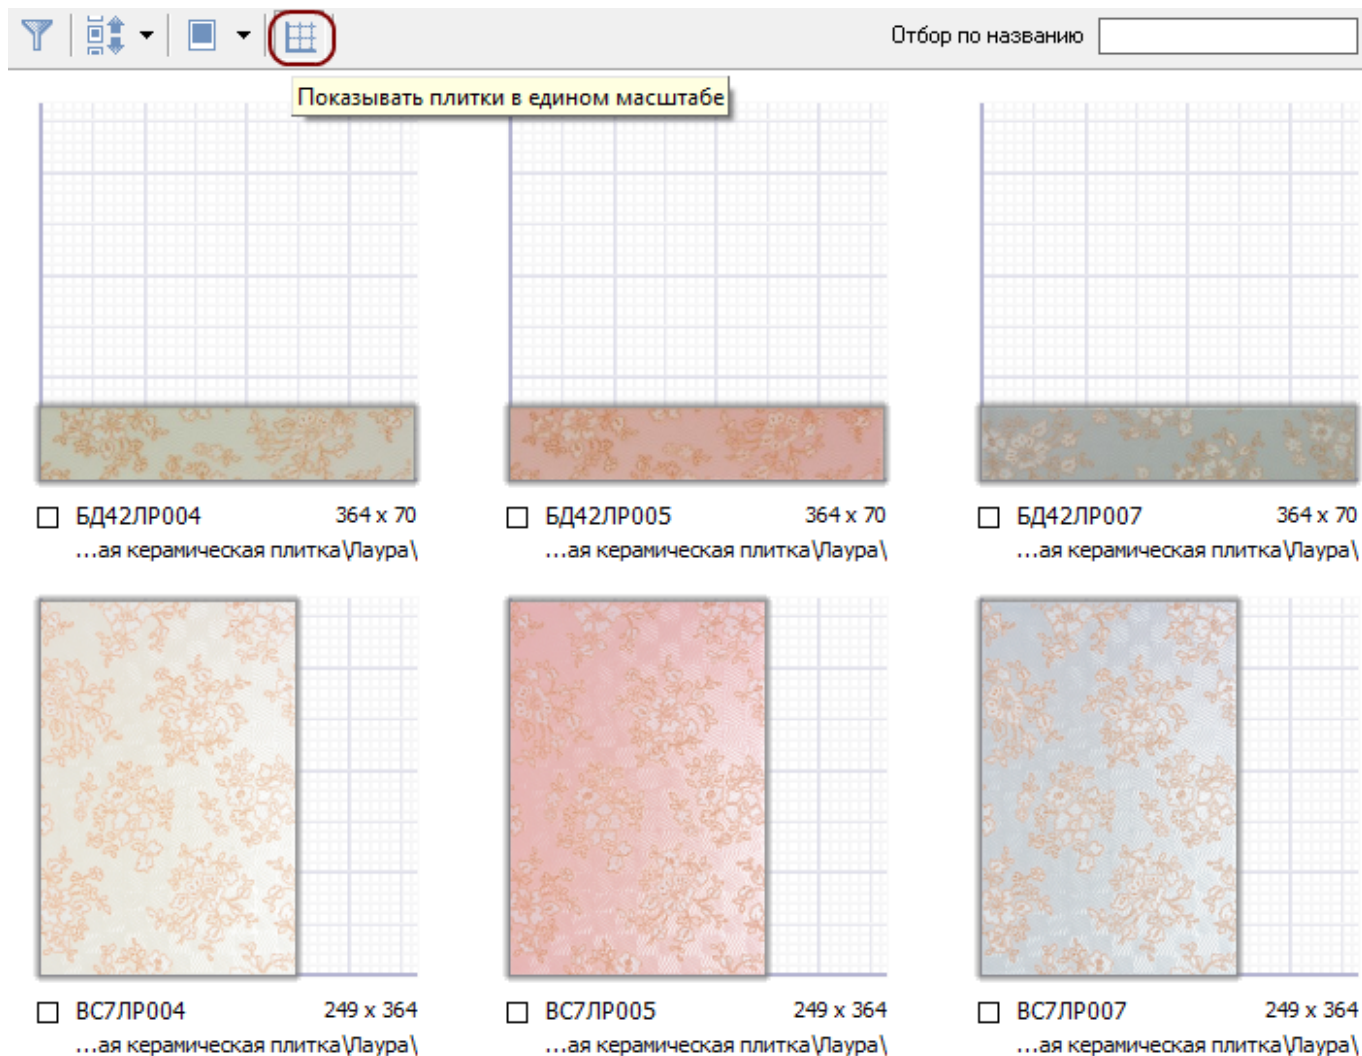 Отбор по названию
Показывать плитки в едином масштабе
БД42ЛР004 364 x 70
...ая керамическая плитка\Лаура\
БД42ЛР005 364 x 70
...ая керамическая плитка\Лаура\
БД42ЛР007 364 x 70
...ая керамическая плитка\Лаура\
ВС7ЛР004 249 x 364
...ая керамическая плитка\Лаура\
ВС7ЛР005 249 x 364
...ая керамическая плитка\Лаура\
ВС7ЛР007 249 x 364
...ая керамическая плитка\Лаура\